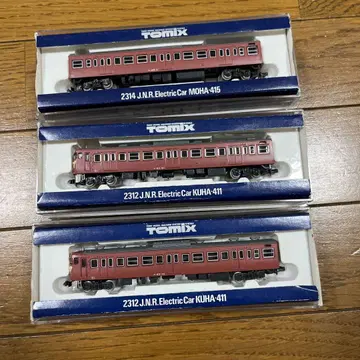 TOMIX
2314 J.N.R. Electric Car MOHA-415
TOMIX
2312 J.N.R. Electric Car KUHA-411
TOMIX
2312 J.N.R. Electric Car KUHA-411